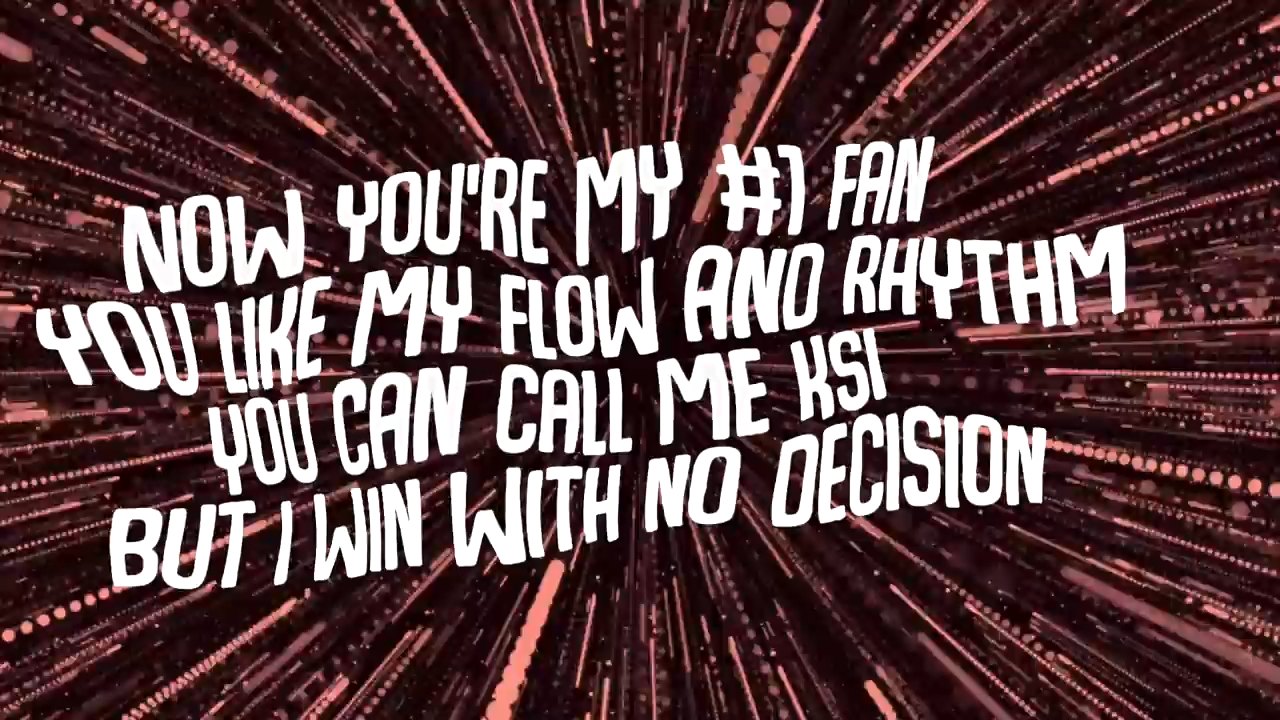 NOW YOU'RE MY #1 FAN
YOU LIKE MY FLOW AND RHYTHM
YOU CAN CALL ME KSI
BUT I WIN WITH NO DECISION